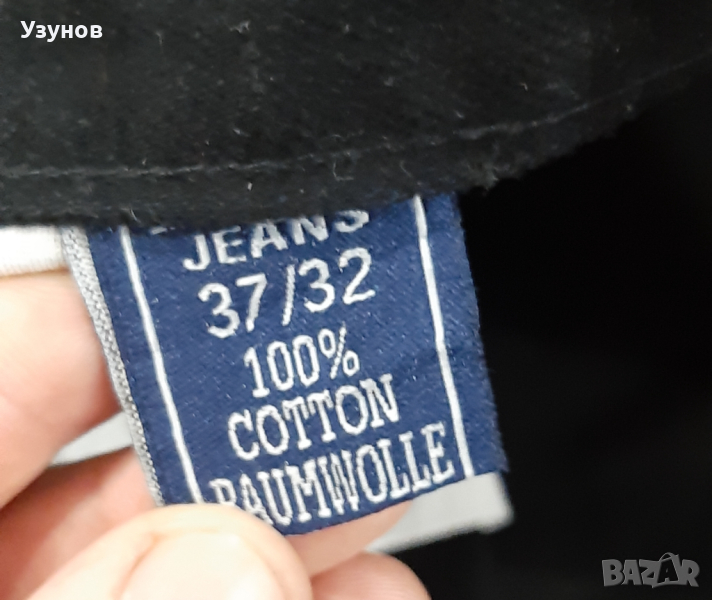 Узунов
JEANS
37/32
100%
COTTON
BAUMWOLLE
BAZAR